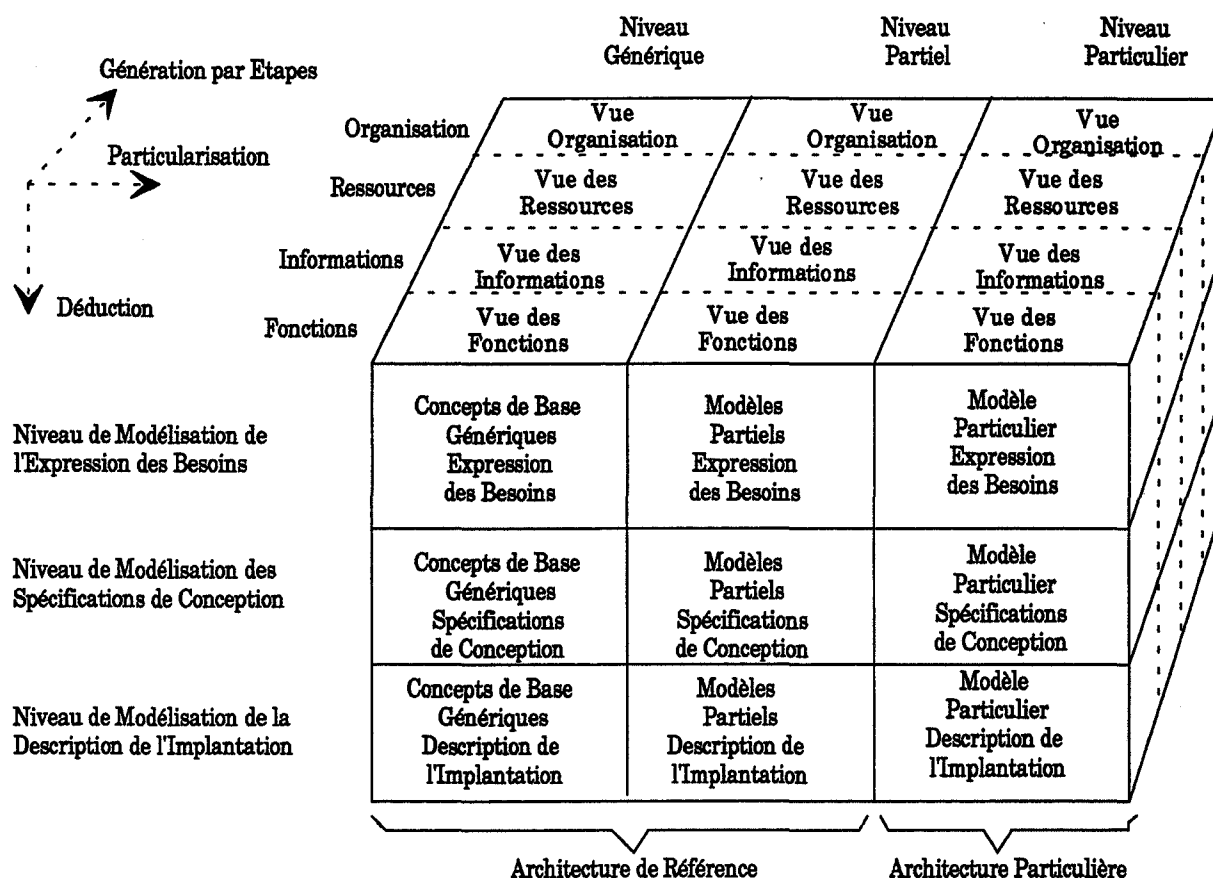 Niveau
Générique
Niveau
Partiel
Niveau
Particulier
Génération par Etapes
Particularisation
Déduction
Organisation
Vue
Organisation
Vue
Organisation
Vue
Organisation
Ressources
Vue des
Ressources
Vue des
Ressources
Vue des
Ressources
Informations
Vue des
Informations
Vue des
Informations
Vue des
Informations
Fonctions
Vue des
Fonctions
Vue des
Fonctions
Vue des
Fonctions
Niveau de Modélisation de
l'Expression des Besoins
Concepts de Base
Génériques
Expression
des Besoins
Modèles
Partiels
Expression
des Besoins
Modèle
Particulier
Expression
des Besoins
Niveau de Modélisation des
Spécifications de Conception
Concepts de Base
Génériques
Spécifications
de Conception
Modèles
Partiels
Spécifications
de Conception
Modèle
Particulier
Spécifications
de Conception
Niveau de Modélisation de la
Description de l'Implantation
Concepts de Base
Génériques
Description de
l'Implantation
Modèles
Partiels
Description de
l'Implantation
Modèle
Particulier
Description de
l'Implantation
Architecture de Référence
Architecture Particulière